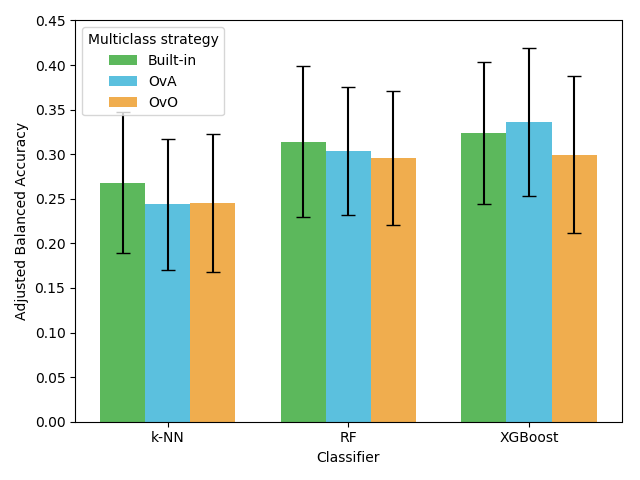 0.45
0.40
0.35
0.30
0.25
0.20
0.15
0.10
0.05
0.00
Adjusted Balanced Accuracy
Multiclass strategy
Built-in
OvA
OvO
k-NN RF XGBoost
Classifier